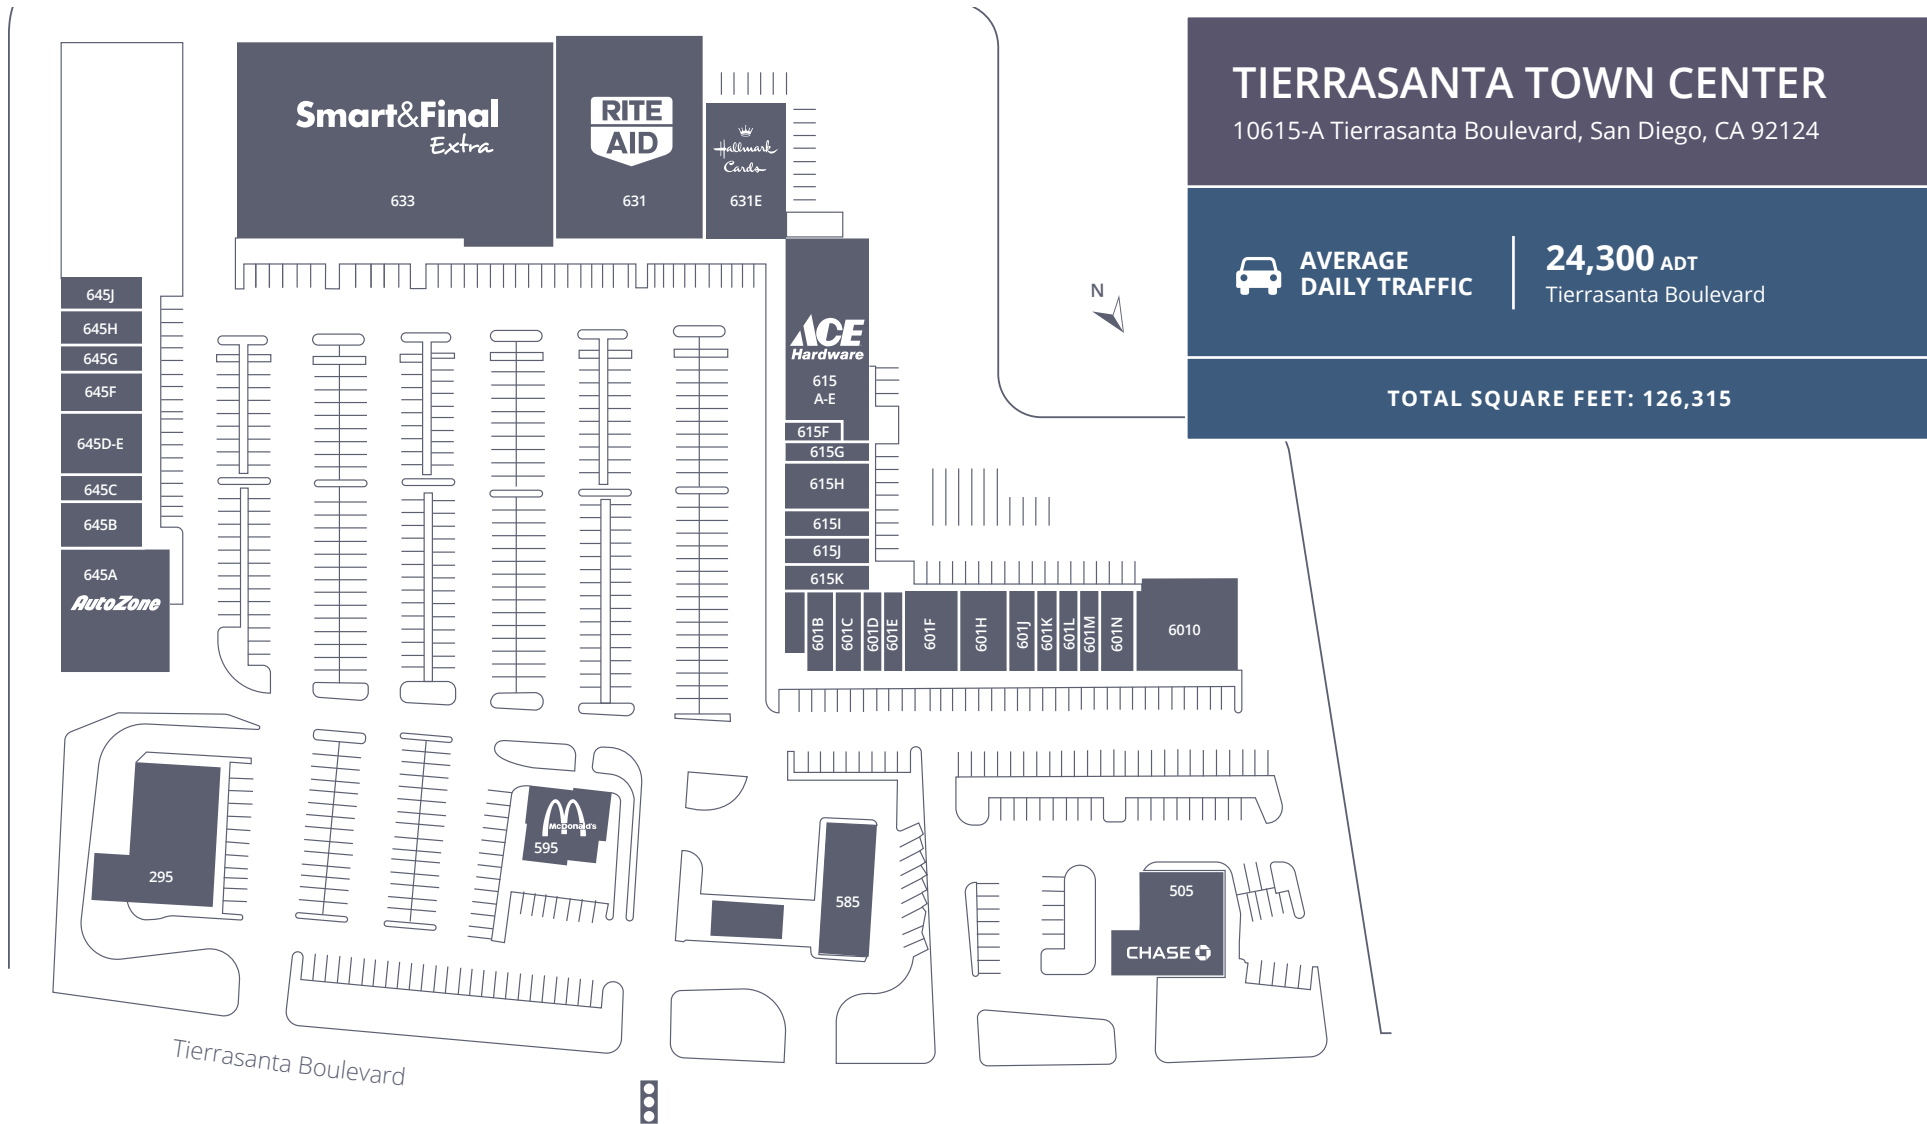 TIERRASANTA TOWN CENTER
10615-A Tierrasanta Boulevard, San Diego, CA 92124
AVERAGE
DAILY TRAFFIC
24,300 ADT
Tierrasanta Boulevard
TOTAL SQUARE FEET: 126,315
N
Smart&Final
Extra
633
RITE
AID
631
Hallmark
Cards
631E
ACE
Hardware
615
A-E
615F
615G
615H
615I
615J
615K
645J
645H
645G
645F
645D-E
645C
645B
645A
AutoZone
601B
601C
601D
601E
601F
601H
601J
601K
601L
601M
601N
6010
295
McDonald's
595
585
505
CHASE
Tierrasanta Boulevard